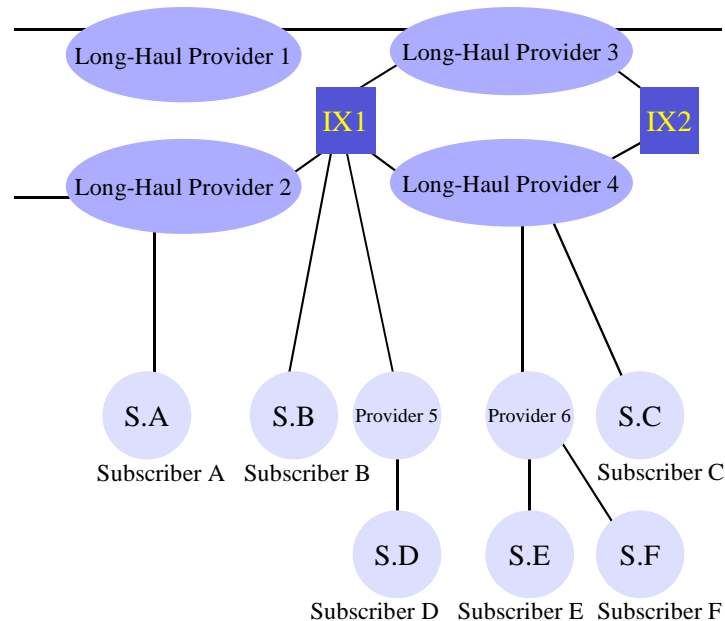 Long-Haul Provider 1
Long-Haul Provider 3
IX1
IX2
Long-Haul Provider 2
Long-Haul Provider 4
S.A
S.B
Provider 5
Provider 6
S.C
Subscriber A
Subscriber B
Subscriber C
S.D
S.E
S.F
Subscriber D
Subscriber E
Subscriber F